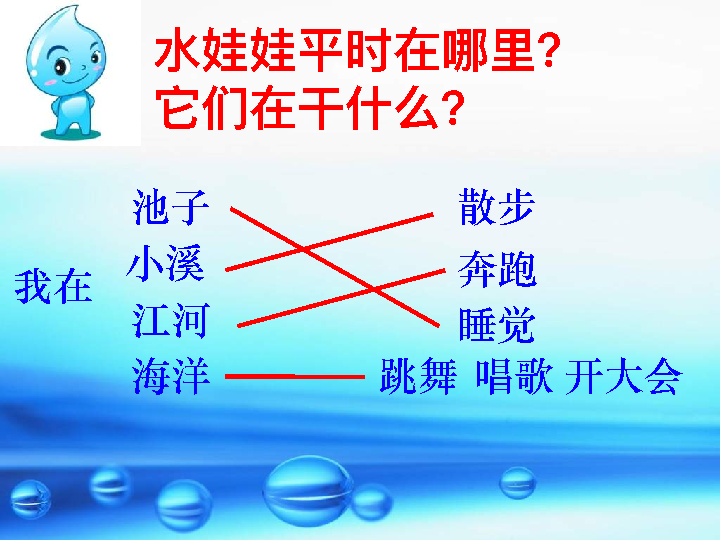 水娃娃平时在哪里?
它们在干什么?
池子 散步
小溪 奔跑
我在
江河 睡觉
海洋 跳舞 唱歌 开大会